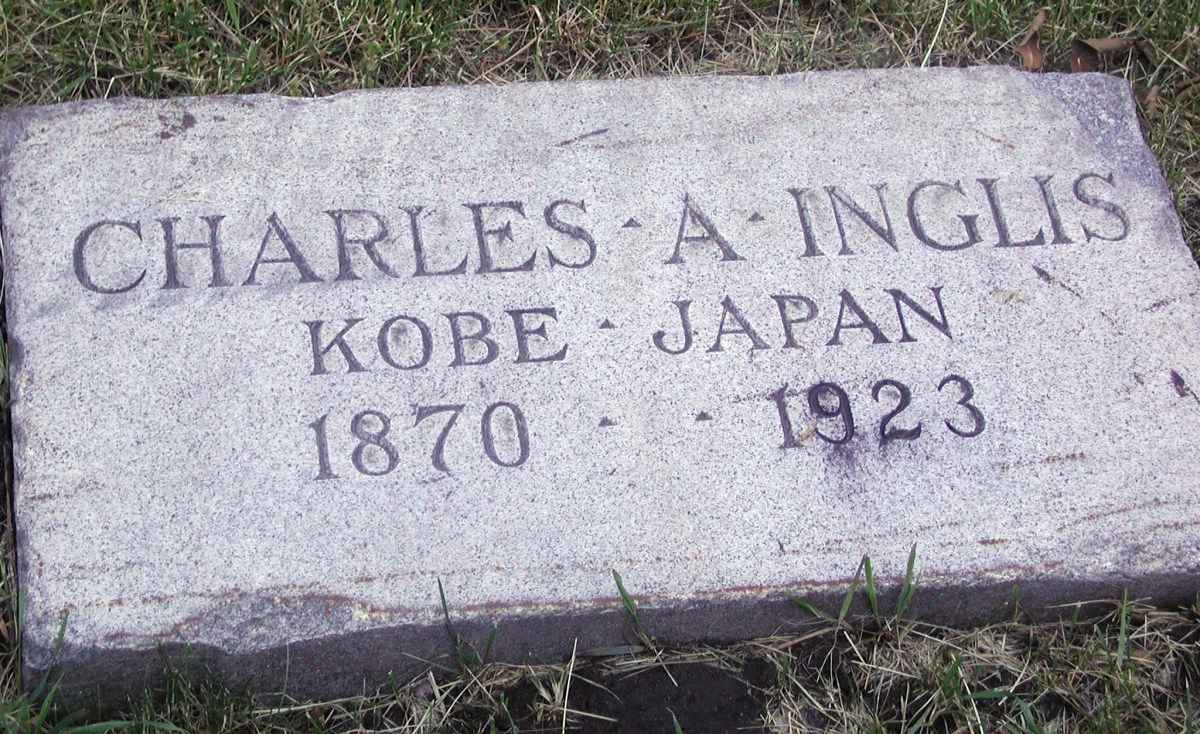 CHARLES · A · INGLIS
KOBE · JAPAN
1870 · · 1923